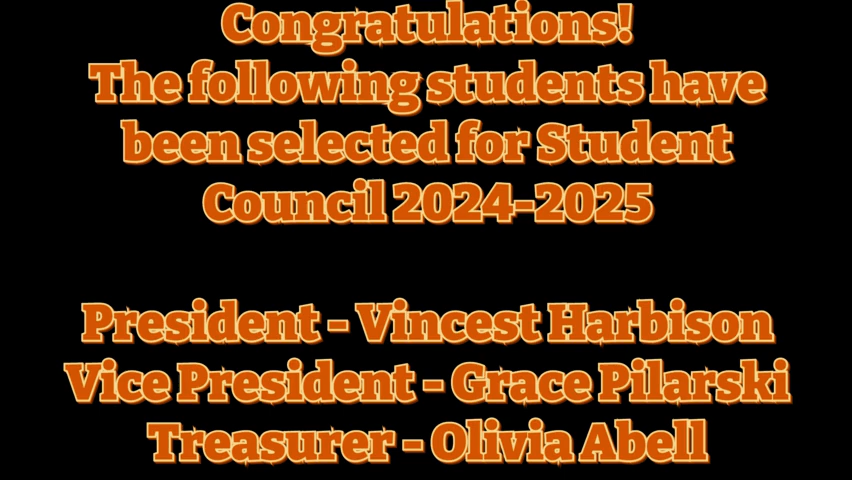 Congratulations!
The following students have
been selected for Student
Council 2024-2025
President - Vincest Harbison
Vice President - Grace Pilarski
Treasurer - Olivia Abell